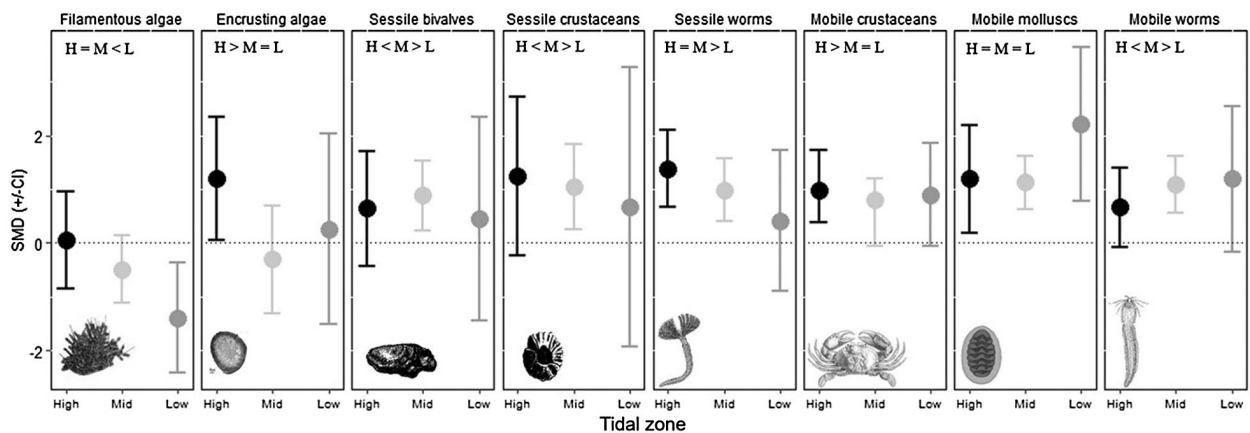 Filamentous algae Encrusting algae Sessile bivalves Sessile crustaceans Sessile worms Mobile crustaceans Mobile molluscs Mobile worms
H = M < L H > M = L H < M > L H < M > L H = M > L H > M = L H = M = L H < M > L
2
0
-2
SMD (+/-CI)
High Mid Low High Mid Low High Mid Low High Mid Low High Mid Low High Mid Low High Mid Low High Mid Low
Tidal zone